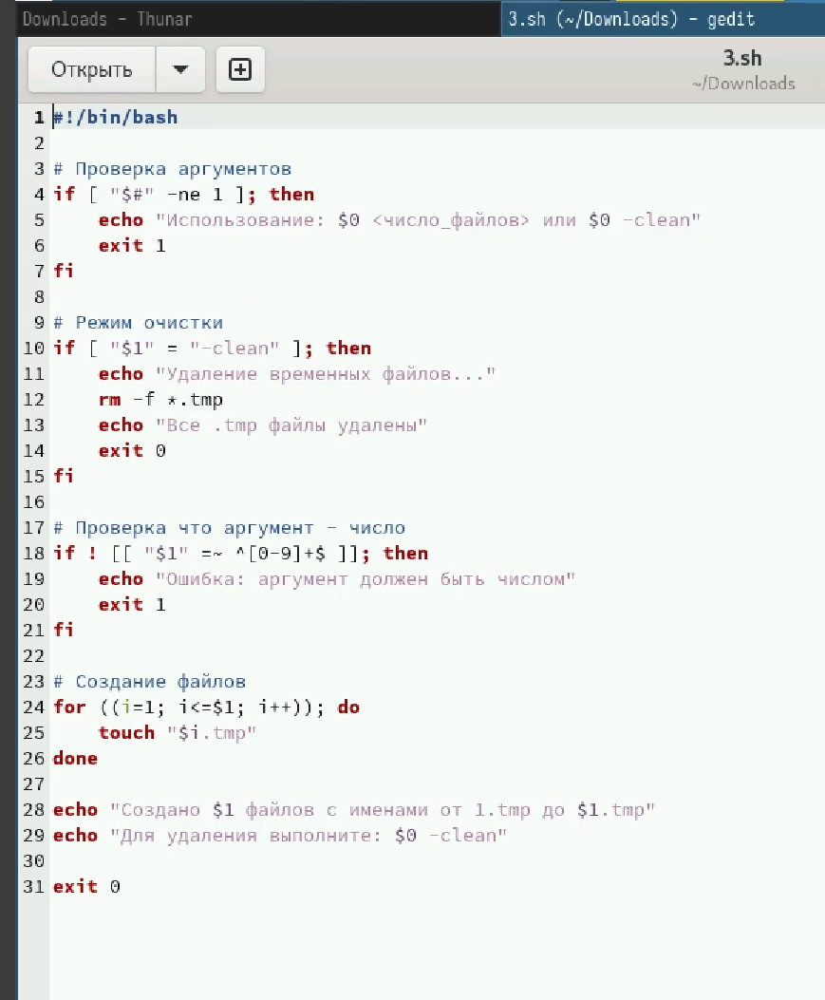 Downloads - Thunar
3.sh (~/Downloads) - gedit
Открыть
3.sh
~/Downloads
1 #!/bin/bash
2
3 # Проверка аргументов
4 if [ "$#" -ne 1 ]; then
5     echo "Использование: $0 <число_файлов> или $0 -clean"
6     exit 1
7 fi
8
9 # Режим очистки
10 if [ "$1" = "-clean" ]; then
11     echo "Удаление временных файлов..."
12     rm -f *.tmp
13     echo "Все .tmp файлы удалены"
14     exit 0
15 fi
16
17 # Проверка что аргумент - число
18 if ! [[ "$1" =~ ^[0-9]+$ ]]; then
19     echo "Ошибка: аргумент должен быть числом"
20     exit 1
21 fi
22
23 # Создание файлов
24 for ((i=1; i<=$1; i++)); do
25     touch "$i.tmp"
26 done
27
28 echo "Создано $1 файлов с именами от 1.tmp до $1.tmp"
29 echo "Для удаления выполните: $0 -clean"
30
31 exit 0